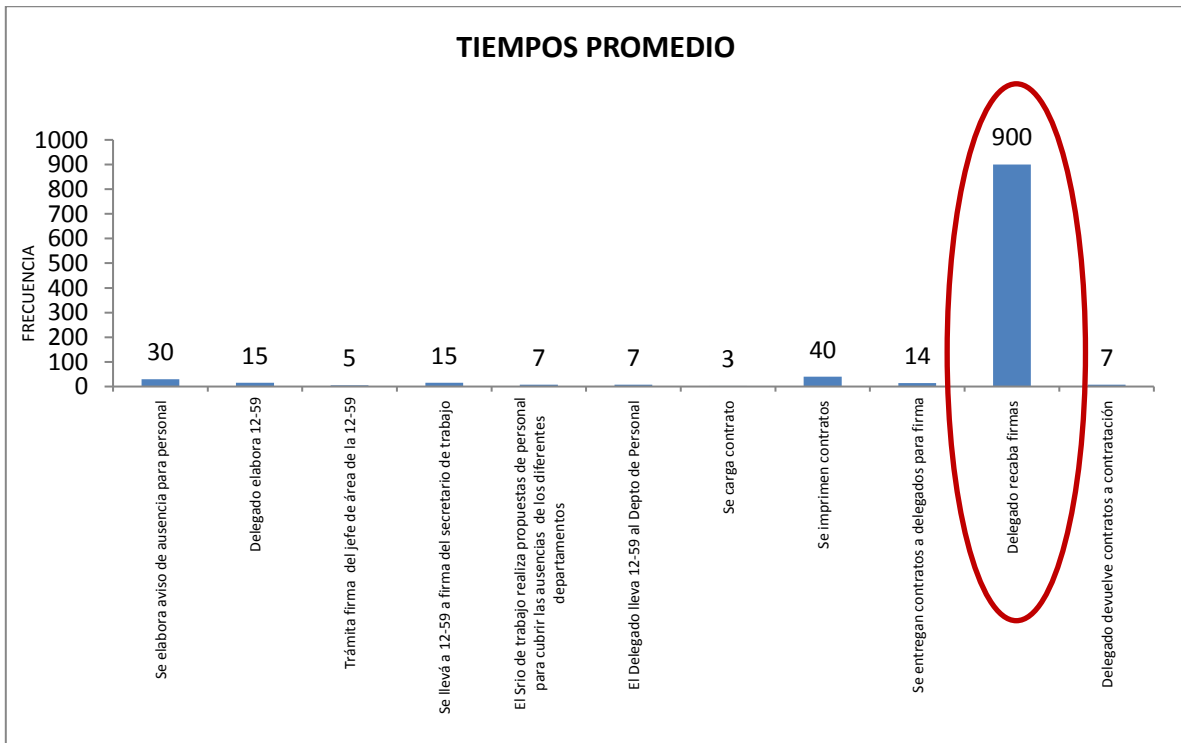 TIEMPOS PROMEDIO
FRECUENCIA
1000
900
800
700
600
500
400
300
200
100
0
30
15
5
15
7
7
3
40
14
900
7
Se elabora aviso de ausencia para personal
Delegado elabora 12-59
Trámita firma del jefe de área de la 12-59
Se llevá a 12-59 a firma del secretario de trabajo
El Srio de trabajo realiza propuestas de personal
para cubrir las ausencias de los diferentes
departamentos
El Delegado lleva 12-59 al Depto de Personal
Se carga contrato
Se imprimen contratos
Se entregan contratos a delegados para firma
Delegado recaba firmas
Delegado devuelve contratos a contratación